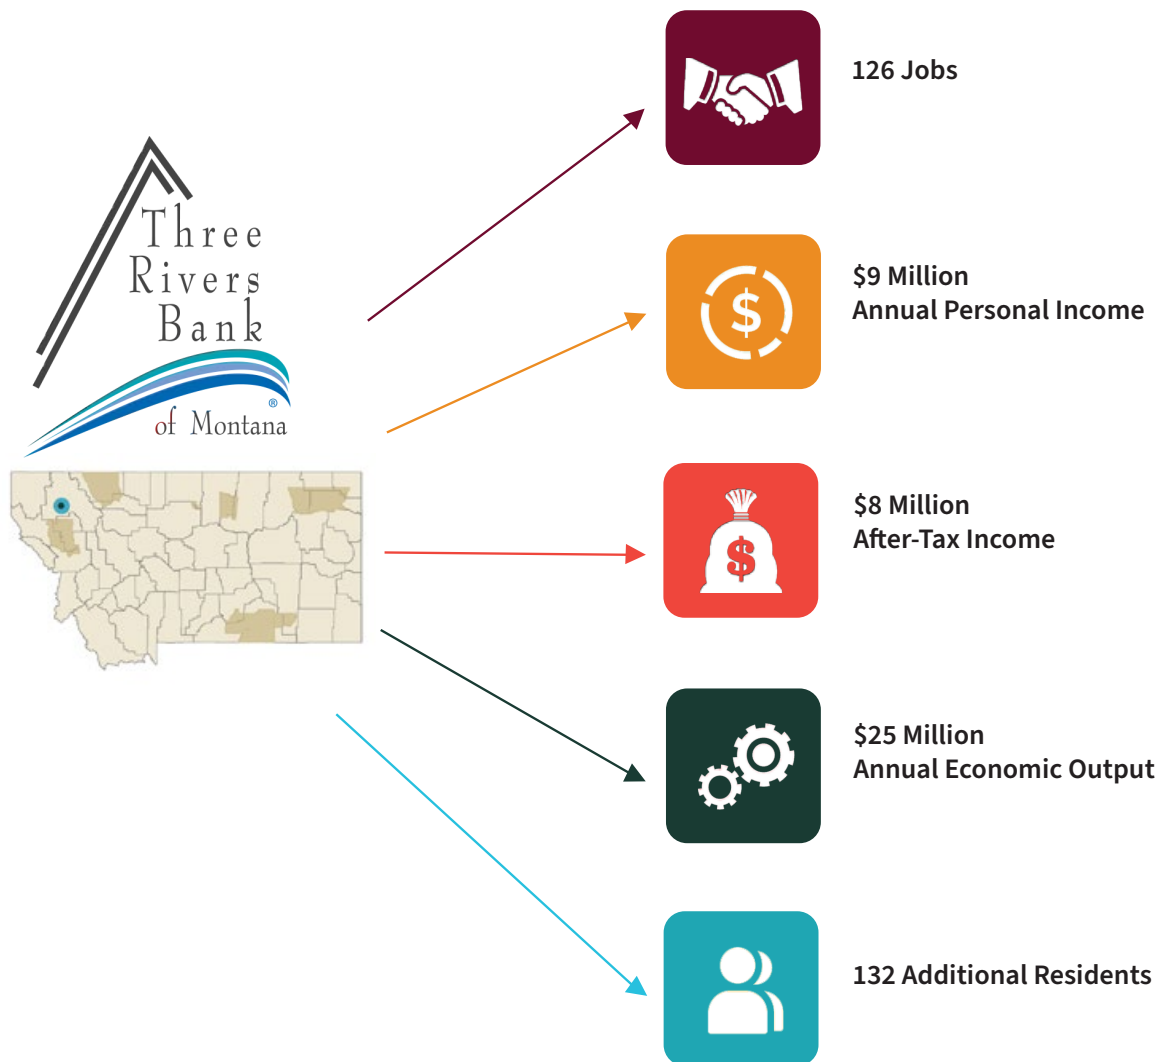 Three
Rivers
Bank
®
of Montana
126 Jobs
$
$9 Million
Annual Personal Income
$
$8 Million
After-Tax Income
$25 Million
Annual Economic Output
132 Additional Residents